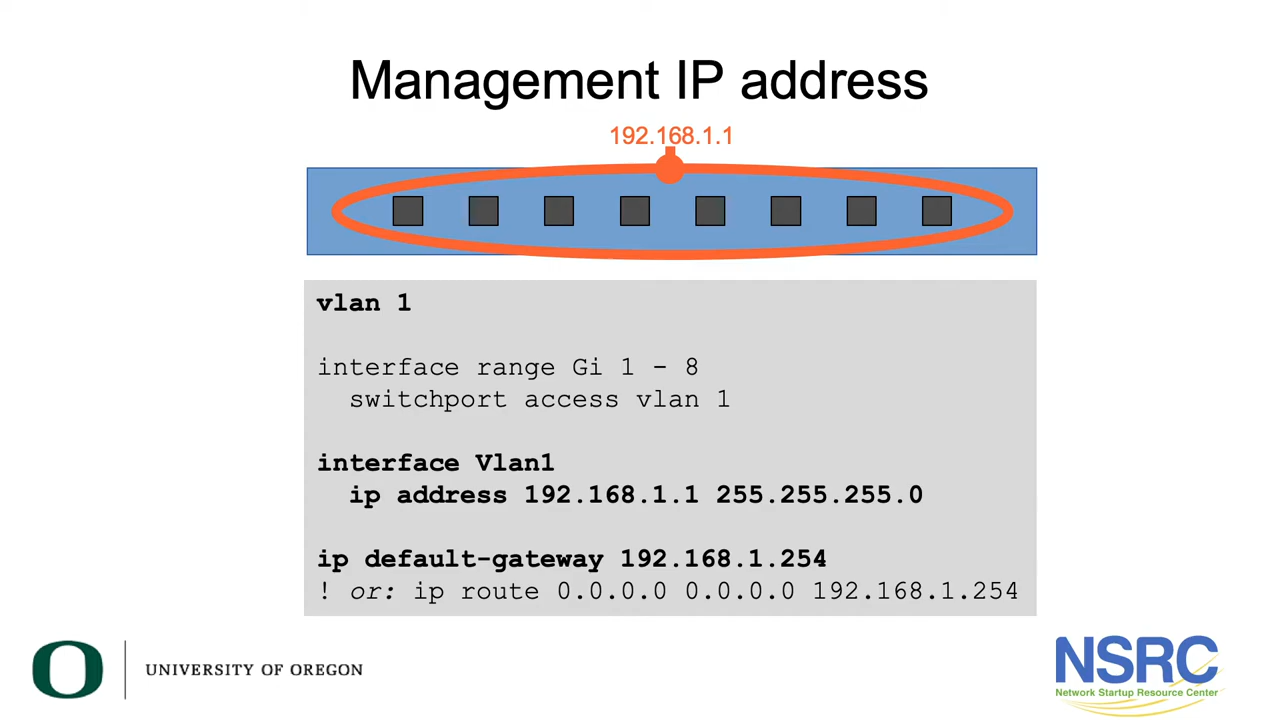 Management IP address
192.168.1.1
vlan 1
interface range Gi 1 - 8
switchport access vlan 1
interface Vlan1
ip address 192.168.1.1 255.255.255.0
ip default-gateway 192.168.1.254
! or: ip route 0.0.0.0 0.0.0.0 192.168.1.254
O
UNIVERSITY OF OREGON
NSRC
Network Startup Resource Center